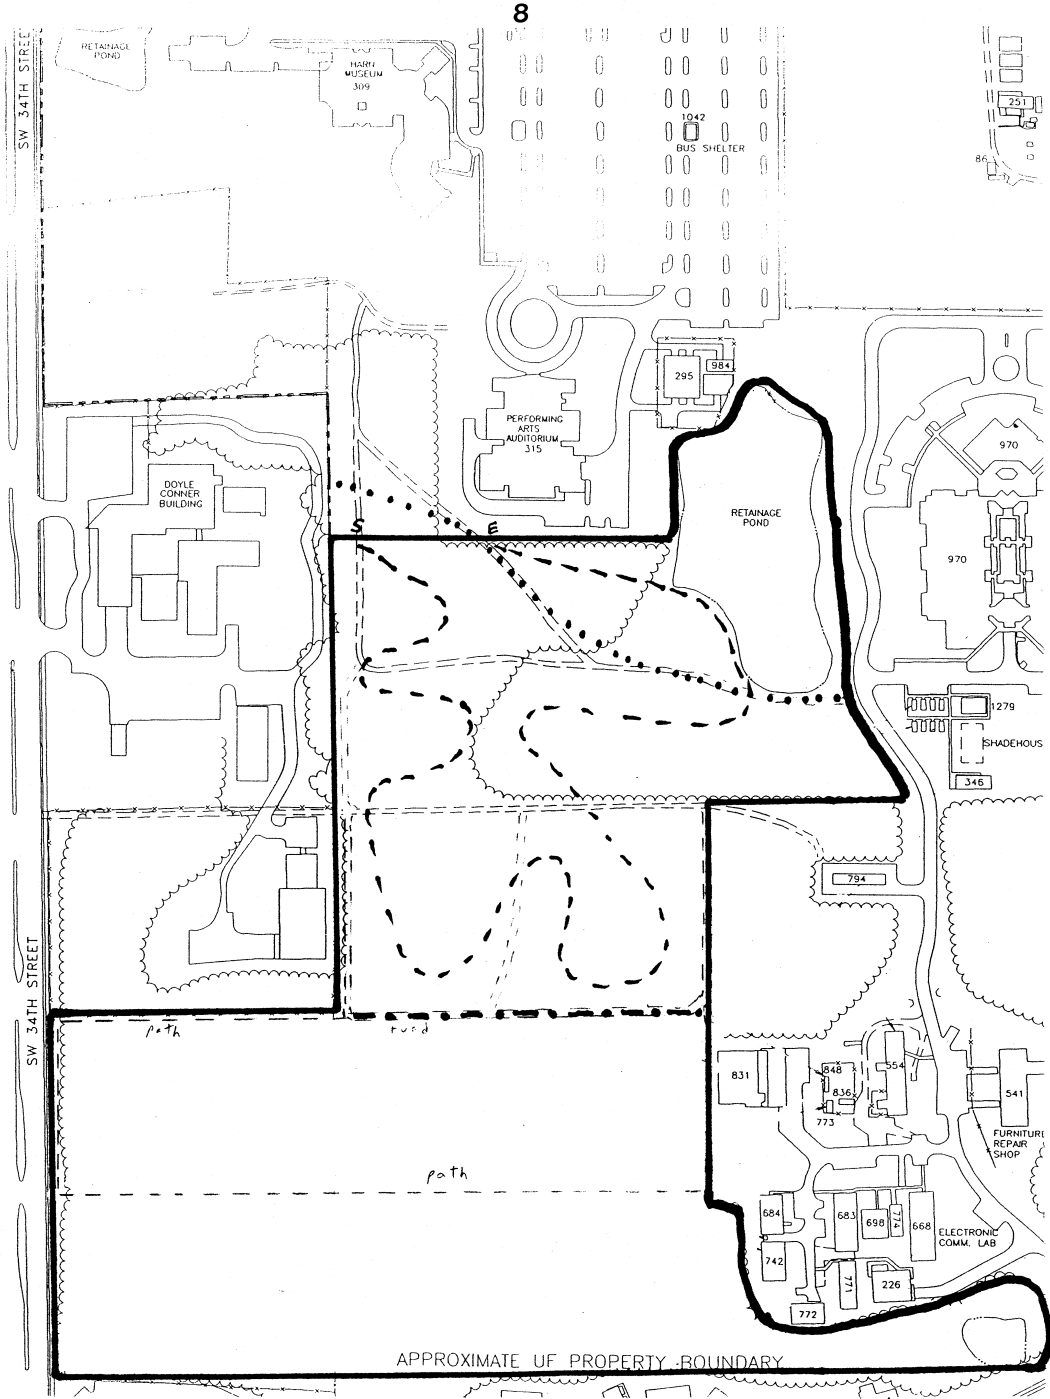 8
SW 34TH STREET
RETAINAGE
POND
HARN
MUSEUM
309
1042
BUS SHELTER
251
86
295
984
PERFORMING
ARTS
AUDITORIUM
315
970
DOYLE
CONNER
BUILDING
RETAINAGE
POND
S
E
970
1279
SHADEHOUS
346
794
SW 34TH STREET
path
road
831
848
836
773
554
541
FURNITURE
REPAIR
SHOP
path
684
683
698
774
668
ELECTRONIC
COMM. LAB
742
771
226
772
APPROXIMATE UF PROPERTY BOUNDARY